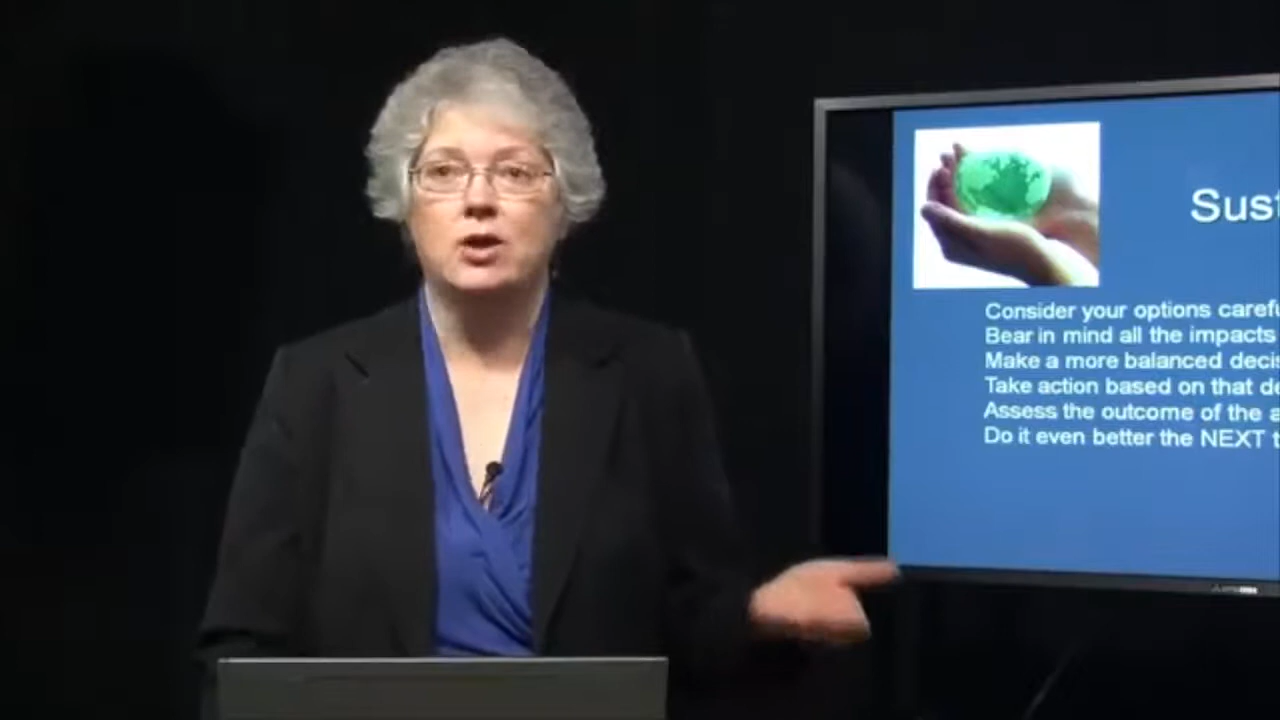 Sust
Consider your options carefu
Bear in mind all the impacts
Make a more balanced decis
Take action based on that de
Assess the outcome of the a
Do it even better the NEXT t